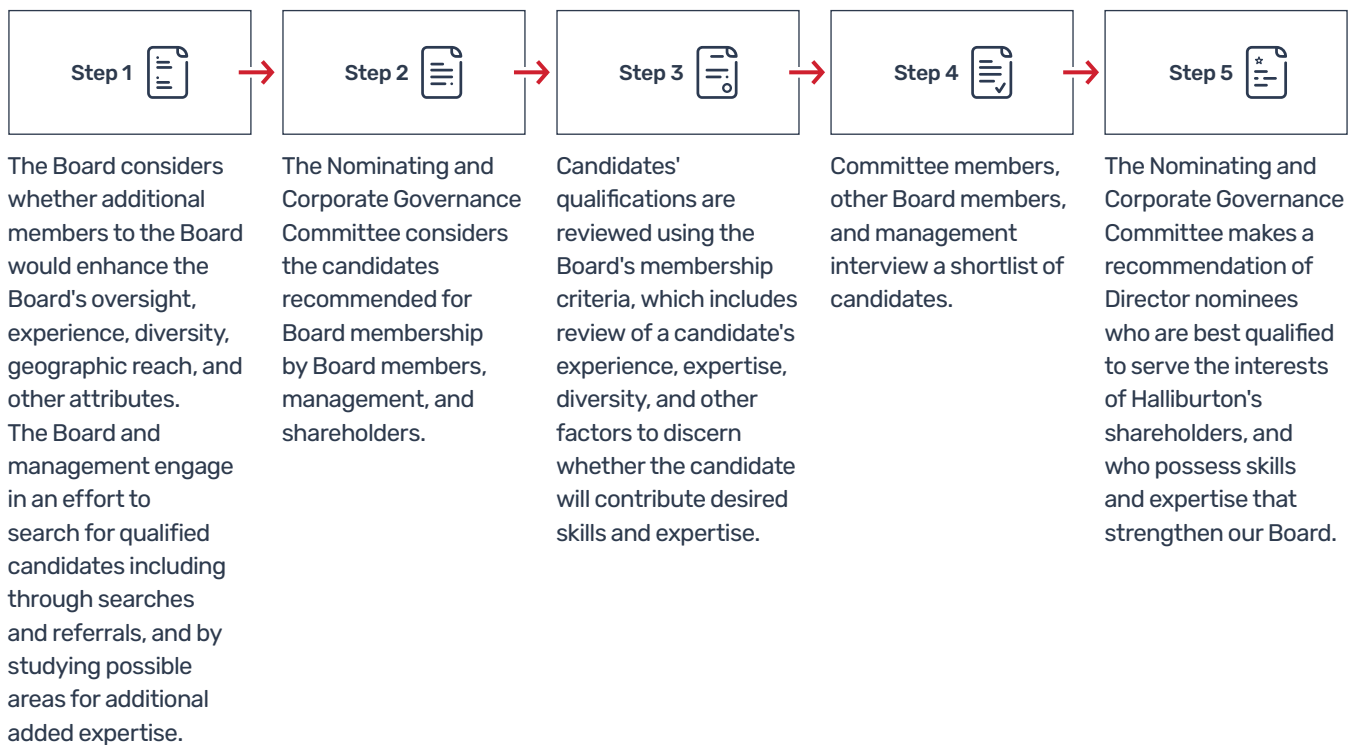 Step 1
The Board considers
whether additional
members to the Board
would enhance the
Board's oversight,
experience, diversity,
geographic reach, and
other attributes.
The Board and
management engage
in an effort to
search for qualified
candidates including
through searches
and referrals, and by
studying possible
areas for additional
added expertise.
Step 2
The Nominating and
Corporate Governance
Committee considers
the candidates
recommended for
Board membership
by Board members,
management, and
shareholders.
Step 3
Candidates'
qualifications are
reviewed using the
Board's membership
criteria, which includes
review of a candidate's
experience, expertise,
diversity, and other
factors to discern
whether the candidate
will contribute desired
skills and expertise.
Step 4
Committee members,
other Board members,
and management
interview a shortlist of
candidates.
Step 5
The Nominating and
Corporate Governance
Committee makes a
recommendation of
Director nominees
who are best qualified
to serve the interests
of Halliburton's
shareholders, and
who possess skills
and expertise that
strengthen our Board.